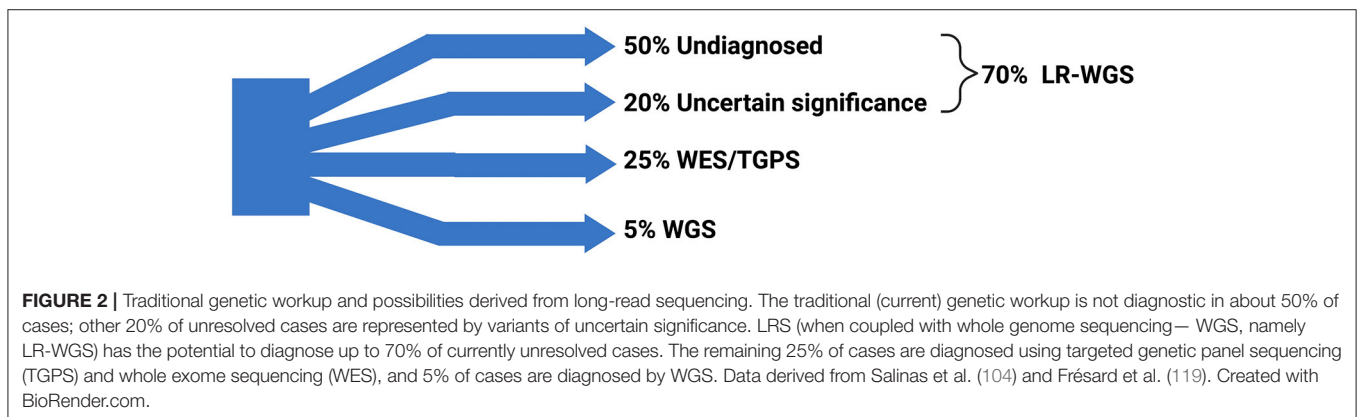 50% Undiagnosed
20% Uncertain significance
70% LR-WGS
25% WES/TGPS
5% WGS
FIGURE 2 | Traditional genetic workup and possibilities derived from long-read sequencing. The traditional (current) genetic workup is not diagnostic in about 50% of
cases; other 20% of unresolved cases are represented by variants of uncertain significance. LRS (when coupled with whole genome sequencing— WGS, namely
LR-WGS) has the potential to diagnose up to 70% of currently unresolved cases. The remaining 25% of cases are diagnosed using targeted genetic panel sequencing
(TGPS) and whole exome sequencing (WES), and 5% of cases are diagnosed by WGS. Data derived from Salinas et al. (104) and Frésard et al. (119). Created with
BioRender.com.